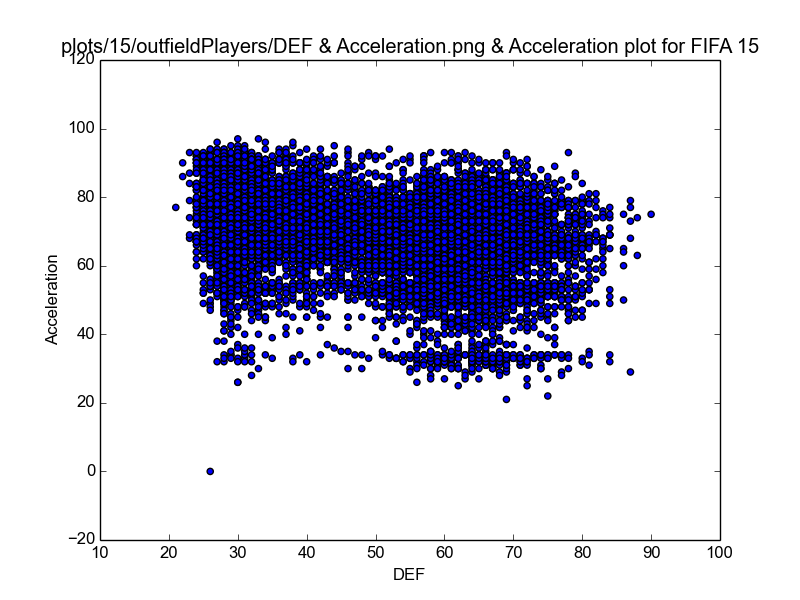 plots/15/outfieldPlayers/DEF & Acceleration.png & Acceleration plot for FIFA 15
120
100
80
60
40
20
0
−20
Acceleration
10 20 30 40 50 60 70 80 90 100
DEF